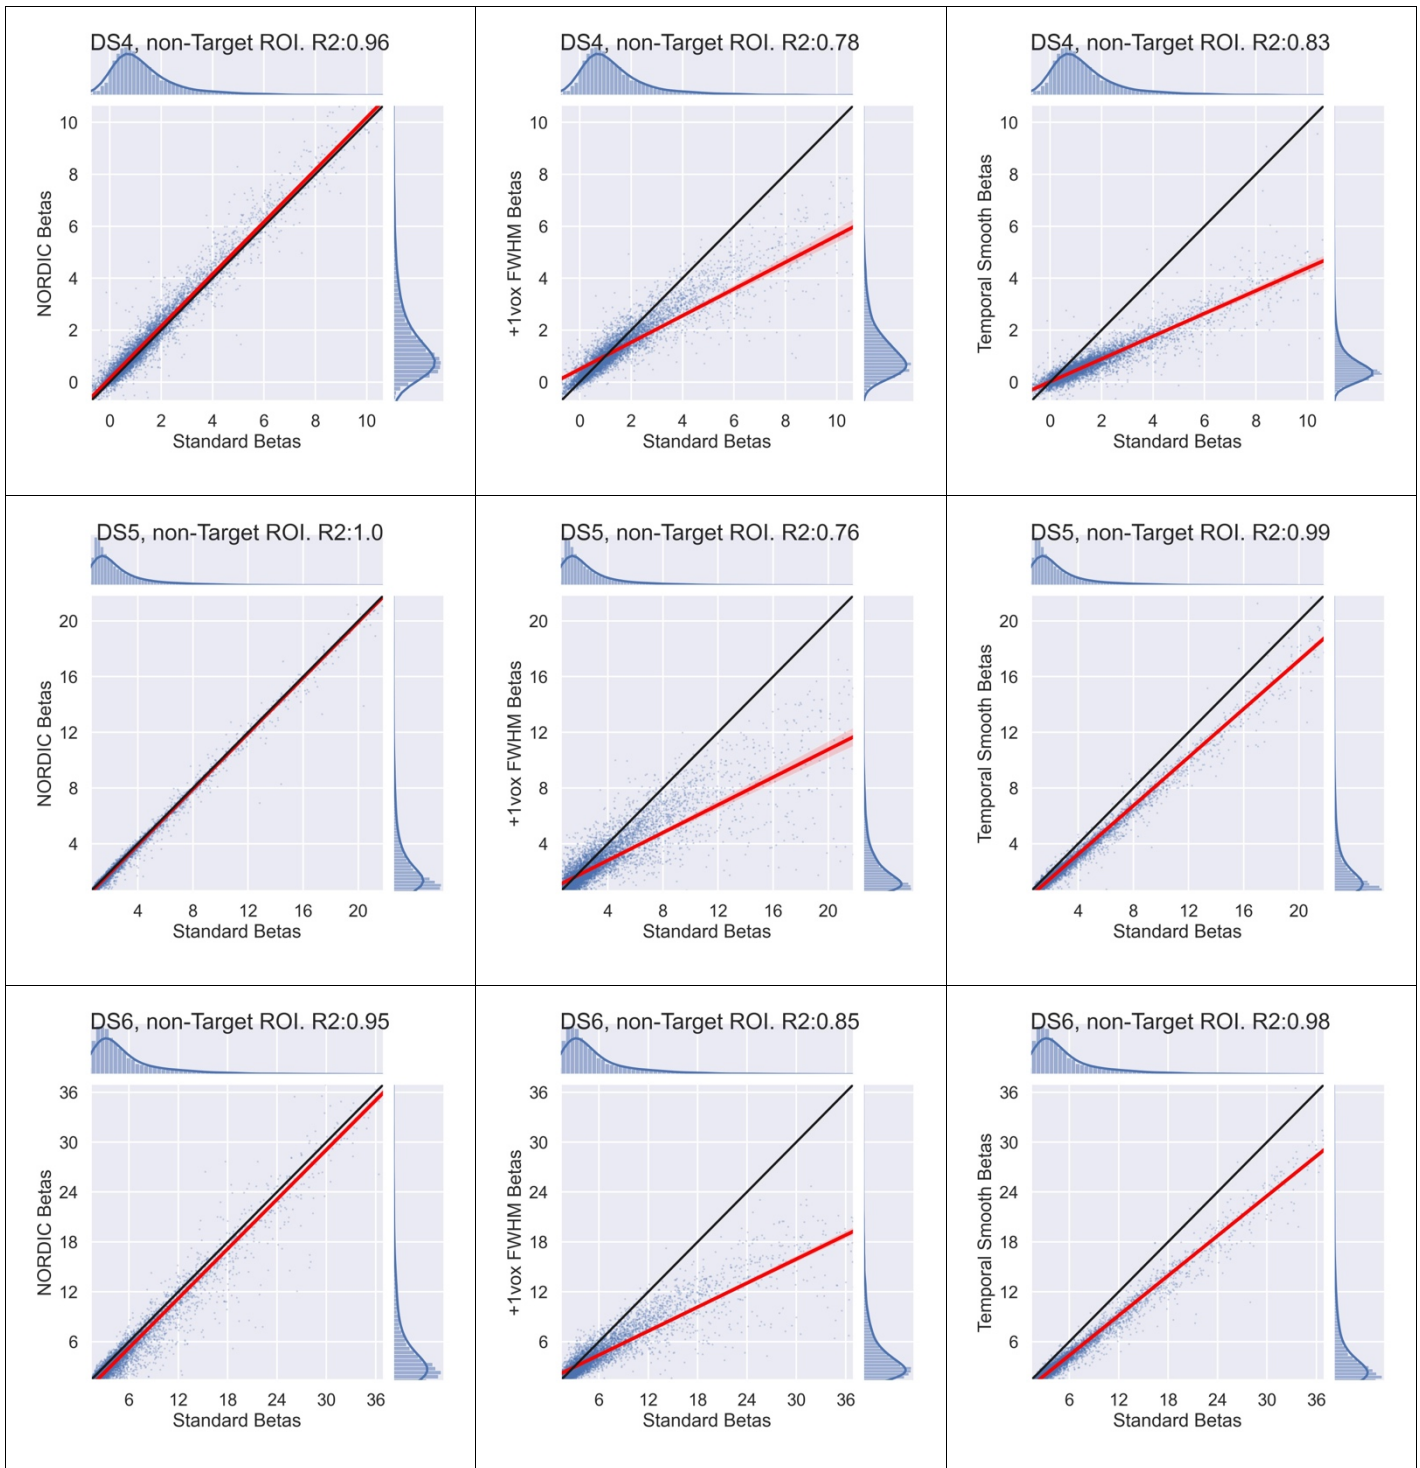 DS4, non-Target ROI. R2:0.96
10
8
6
4
2
0
NORDIC Betas
0 2 4 6 8 10
Standard Betas
DS4, non-Target ROI. R2:0.78
10
8
6
4
2
0
+1vox FWHM Betas
0 2 4 6 8 10
Standard Betas
DS4, non-Target ROI. R2:0.83
10
8
6
4
2
0
Temporal Smooth Betas
0 2 4 6 8 10
Standard Betas
DS5, non-Target ROI. R2:1.0
20
16
12
8
4
NORDIC Betas
4 8 12 16 20
Standard Betas
DS5, non-Target ROI. R2:0.76
20
16
12
8
4
+1vox FWHM Betas
4 8 12 16 20
Standard Betas
DS5, non-Target ROI. R2:0.99
20
16
12
8
4
Temporal Smooth Betas
4 8 12 16 20
Standard Betas
DS6, non-Target ROI. R2:0.95
36
30
24
18
12
6
NORDIC Betas
6 12 18 24 30 36
Standard Betas
DS6, non-Target ROI. R2:0.85
36
30
24
18
12
6
+1vox FWHM Betas
6 12 18 24 30 36
Standard Betas
DS6, non-Target ROI. R2:0.98
36
30
24
18
12
6
Temporal Smooth Betas
6 12 18 24 30 36
Standard Betas